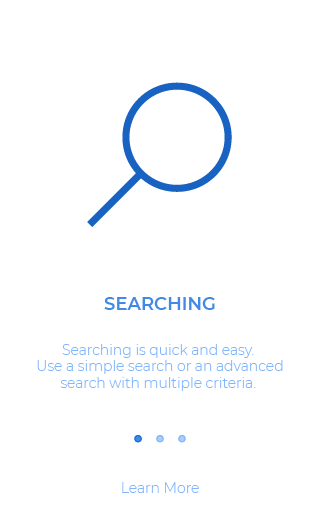 SEARCHING
Searching is quick and easy.
Use a simple search or an advanced
search with multiple criteria.
Learn More